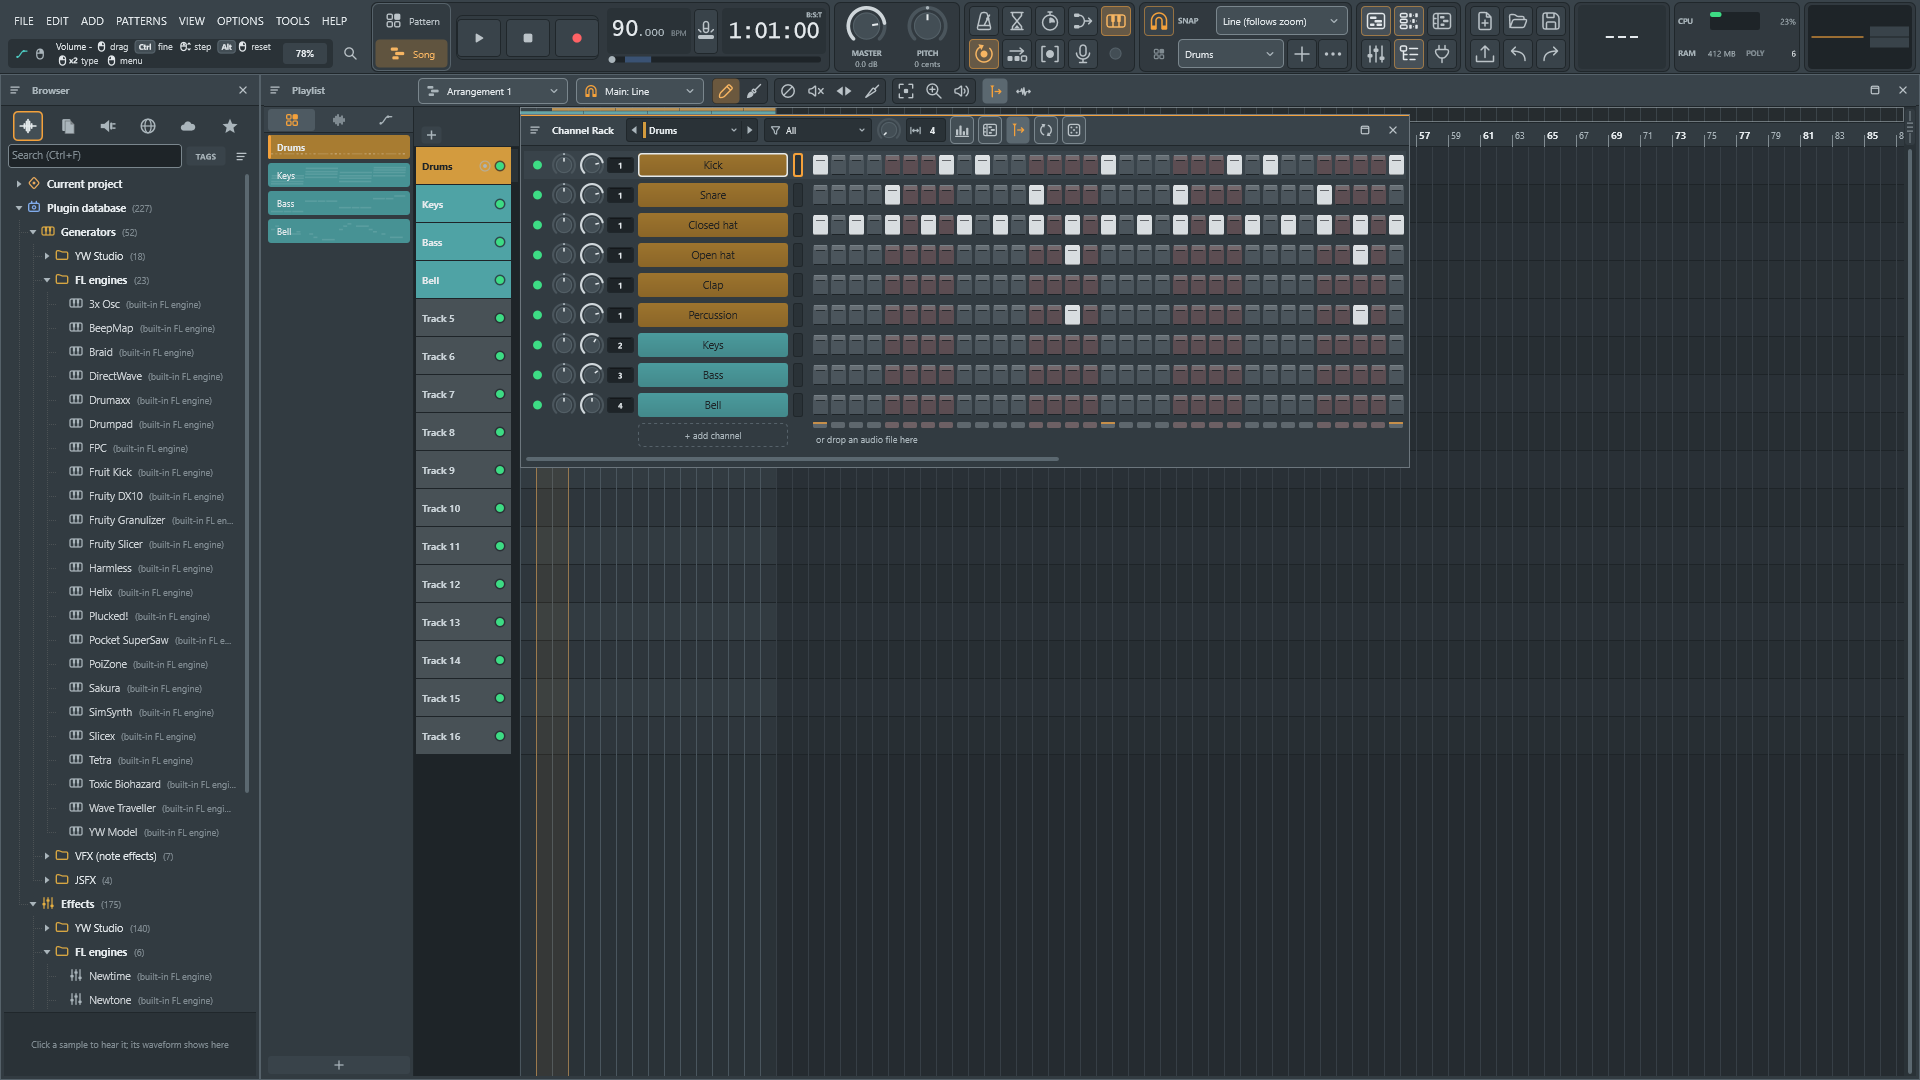 FILE EDIT ADD PATTERNS VIEW OPTIONS TOOLS HELP
Volume - drag Ctrl fine step Alt reset
x2 type menu
78%
Pattern
Song
90.000 BPM
1:01:00
B:S:T
MASTER
0.0 dB
PITCH
0 cents
SNAP
Line (follows zoom)
Drums
CPU 23%
RAM 412 MB POLY 6
Browser
Search (Ctrl+F)
TAGS
Current project
Plugin database (227)
Generators (52)
YW Studio (18)
FL engines (23)
3x Osc (built-in FL engine)
BeepMap (built-in FL engine)
Braid (built-in FL engine)
DirectWave (built-in FL engine)
Drumaxx (built-in FL engine)
Drumpad (built-in FL engine)
FPC (built-in FL engine)
Fruit Kick (built-in FL engine)
Fruity DX10 (built-in FL engine)
Fruity Granulizer (built-in FL en...
Fruity Slicer (built-in FL engine)
Harmless (built-in FL engine)
Helix (built-in FL engine)
Plucked! (built-in FL engine)
Pocket SuperSaw (built-in FL e...
PoiZone (built-in FL engine)
Sakura (built-in FL engine)
SimSynth (built-in FL engine)
Slicex (built-in FL engine)
Tetra (built-in FL engine)
Toxic Biohazard (built-in FL engi...
Wave Traveller (built-in FL engi...
YW Model (built-in FL engine)
VFX (note effects) (7)
JSFX (4)
Effects (175)
YW Studio (140)
FL engines (6)
Newtime (built-in FL engine)
Newtone (built-in FL engine)
Click a sample to hear it; its waveform shows here
Playlist
Arrangement 1
Main: Line
Drums
Keys
Bass
Bell
Drums
Keys
Bass
Bell
Track 5
Track 6
Track 7
Track 8
Track 9
Track 10
Track 11
Track 12
Track 13
Track 14
Track 15
Track 16
Channel Rack
Drums
All
4
1 Kick
1 Snare
1 Closed hat
1 Open hat
1 Clap
1 Percussion
2 Keys
3 Bass
4 Bell
+ add channel
or drop an audio file here
57 59 61 63 65 67 69 71 73 75 77 79 81 83 85